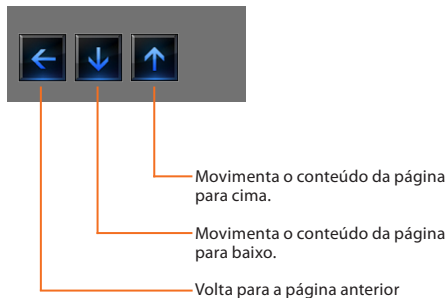 Movimenta o conteúdo da página
para cima.
Movimenta o conteúdo da página
para baixo.
Volta para a página anterior